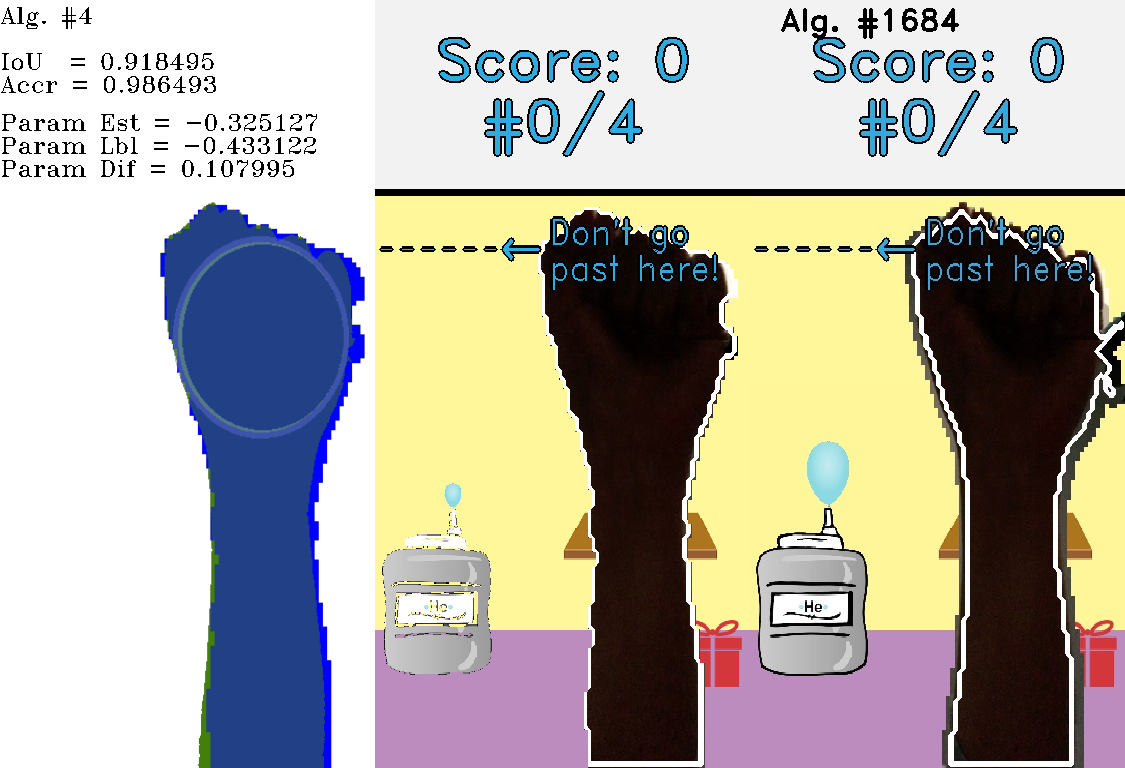 Alg. #4
IoU = 0.918495
Accr = 0.986493
Param Est = -0.325127
Param Lbl = -0.433122
Param Dif = 0.107995
Score: 0
#0/4
Don't go
past here!
He
Alg. #1684
Score: 0
#0/4
Don't go
past here!
He